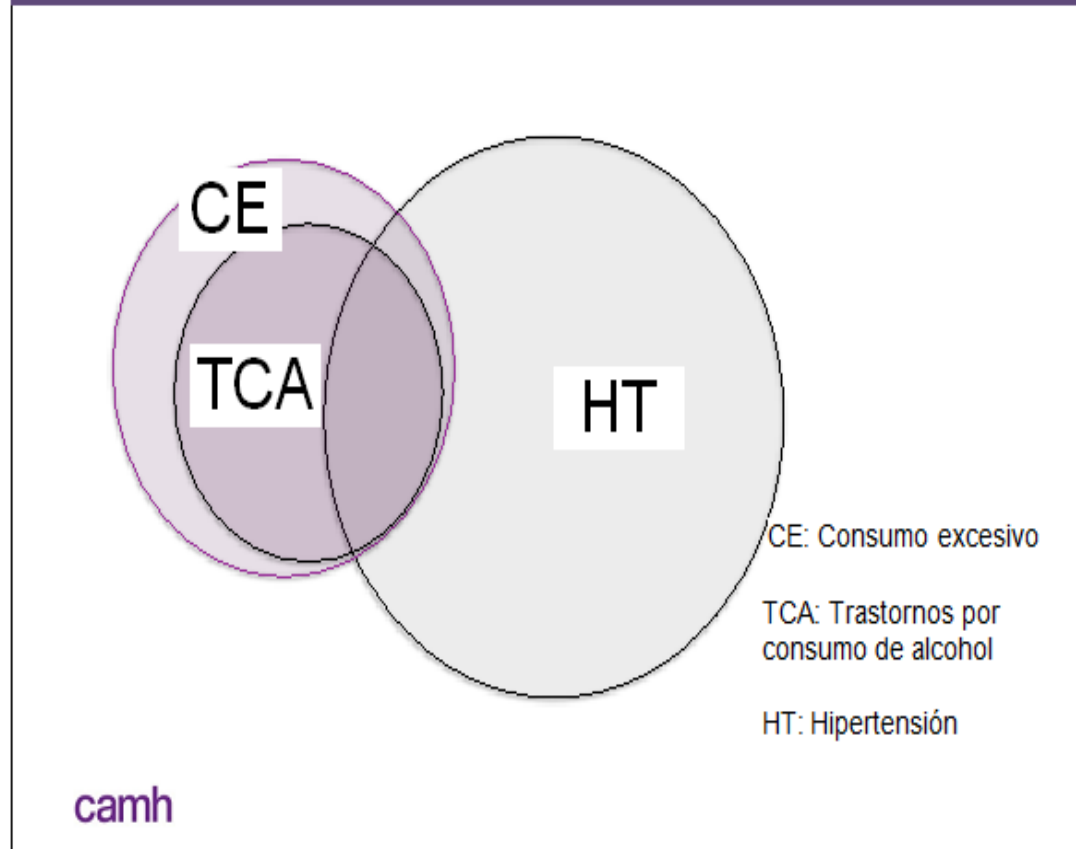 CE
TCA
HT
CE: Consumo excesivo
TCA: Trastornos por
consumo de alcohol
HT: Hipertensión
camh